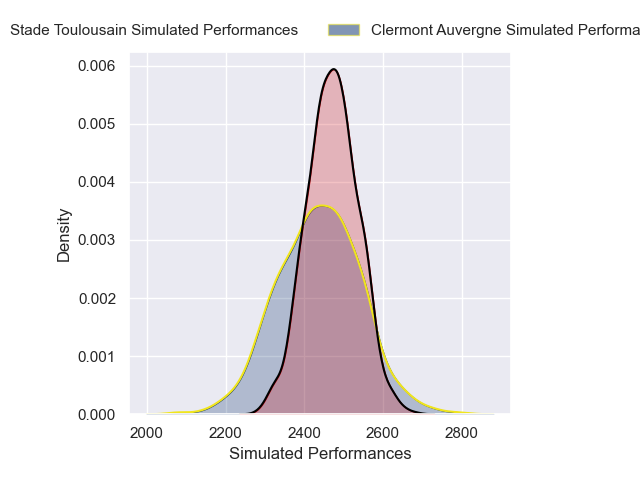 Stade Toulousain Simulated Performances Clermont Auvergne Simulated Performa
0.006
0.005
0.004
0.003
0.002
0.001
0.000
Density
2000 2200 2400 2600 2800
Simulated Performances